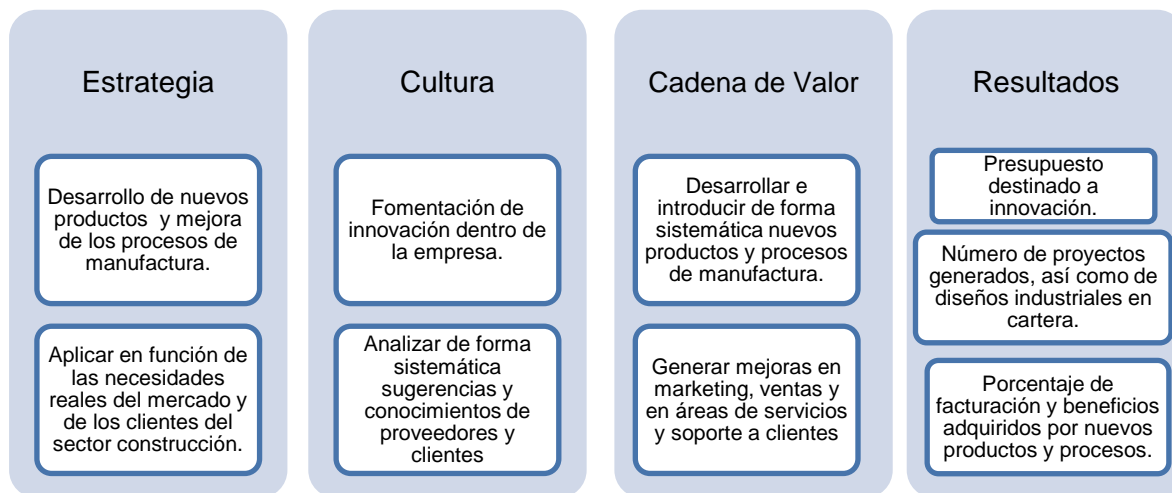 Estrategia
Desarrollo de nuevos
productos y mejora
de los procesos de
manufactura.
Aplicar en función de
las necesidades
reales del mercado y
de los clientes del
sector construcción.
Cultura
Fomentación de
innovación dentro de
la empresa.
Analizar de forma
sistemática
sugerencias y
conocimientos de
proveedores y
clientes
Cadena de Valor
Desarrollar e
introducir de forma
sistemática nuevos
productos y procesos
de manufactura.
Generar mejoras en
marketing, ventas y
en áreas de servicios
y soporte a clientes
Resultados
Presupuesto
destinado a
innovación.
Número de proyectos
generados, así como de
diseños industriales en
cartera.
Porcentaje de
facturación y beneficios
adquiridos por nuevos
productos y procesos.